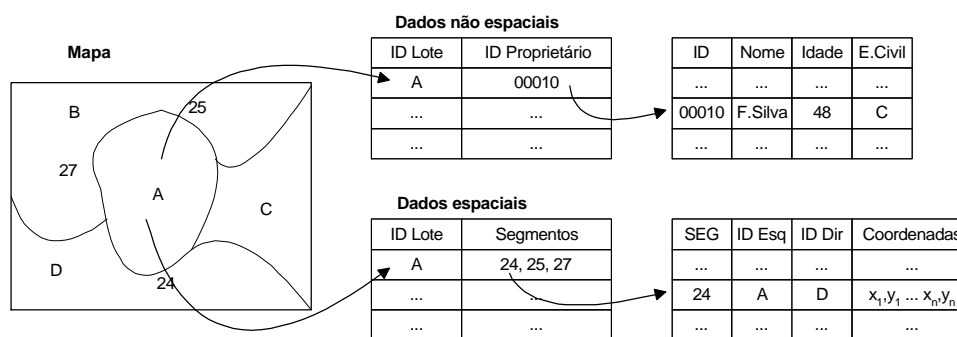 Mapa
B
25
27
A
C
D
24
Dados não espaciais
ID Lote ID Proprietário
A 00010
... ...
... ...
ID Nome Idade E.Civil
... ... ... ...
00010 F.Silva 48 C
... ... ... ...
Dados espaciais
ID Lote Segmentos
A 24, 25, 27
... ...
... ...
SEG ID Esq ID Dir Coordenadas
... ... ... ...
24 A D x1,y1 ... xn,yn
... ... ... ...